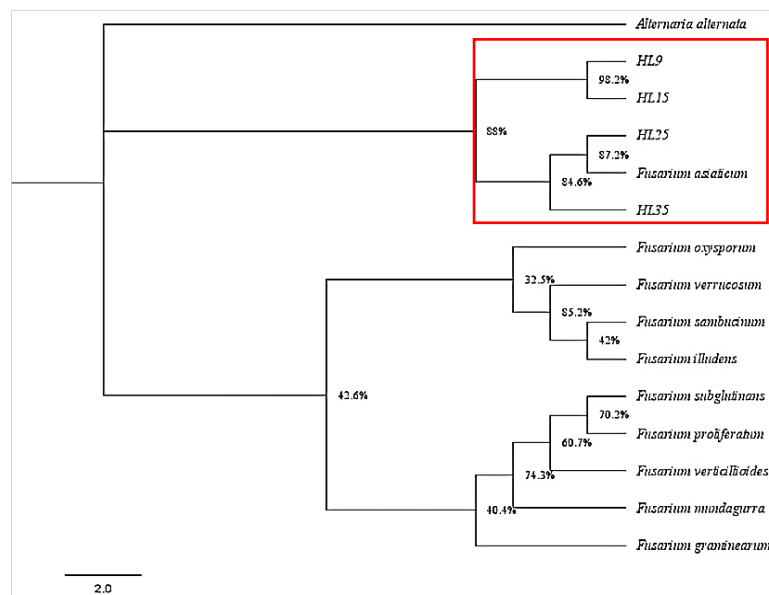 Alternaria alternata
HL9
98.2%
HL15
88%
HL25
87.2%
Fusarium asiaticum
84.6%
HL35
Fusarium oxysporum
32.5%
Fusarium verrucosum
85.2%
Fusarium sambucinum
42%
Fusarium illudens
42.6%
Fusarium subglutinans
70.2%
Fusarium proliferatum
60.7%
Fusarium verticillioides
74.3%
Fusarium mundagurra
40.4%
Fusarium graminearum
2.0